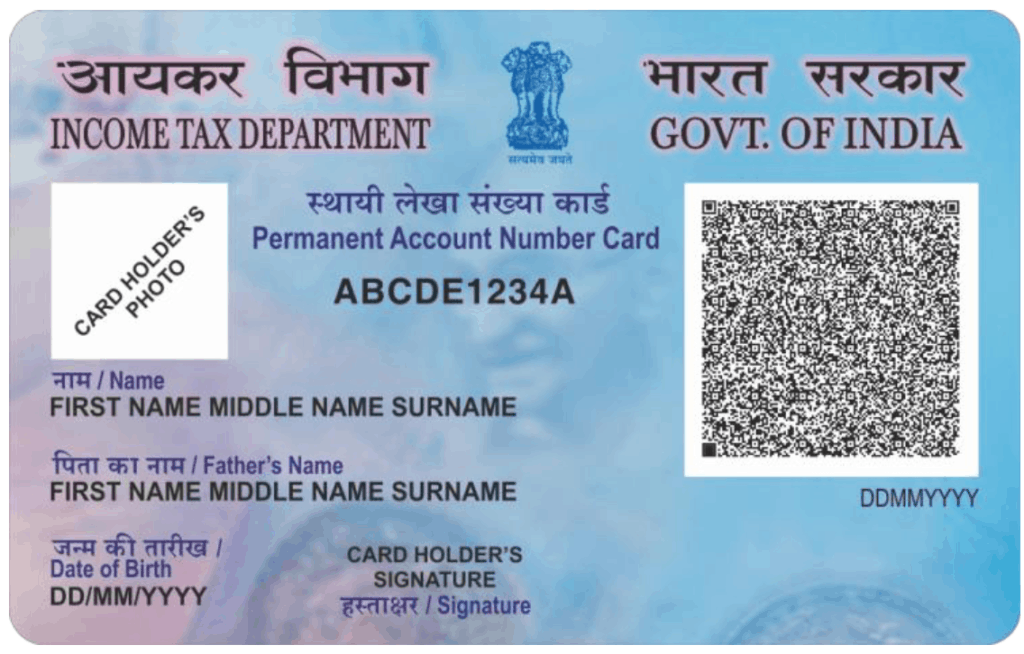 आयकर विभाग
INCOME TAX DEPARTMENT
सत्यमेव जयते
भारत सरकार
GOVT. OF INDIA
स्थायी लेखा संख्या कार्ड
Permanent Account Number Card
ABCDE1234A
CARD HOLDER'S
PHOTO
नाम / Name
FIRST NAME MIDDLE NAME SURNAME
पिता का नाम / Father's Name
FIRST NAME MIDDLE NAME SURNAME
DDMMYYYY
जन्म की तारीख /
Date of Birth
DD/MM/YYYY
CARD HOLDER'S
SIGNATURE
हस्ताक्षर / Signature